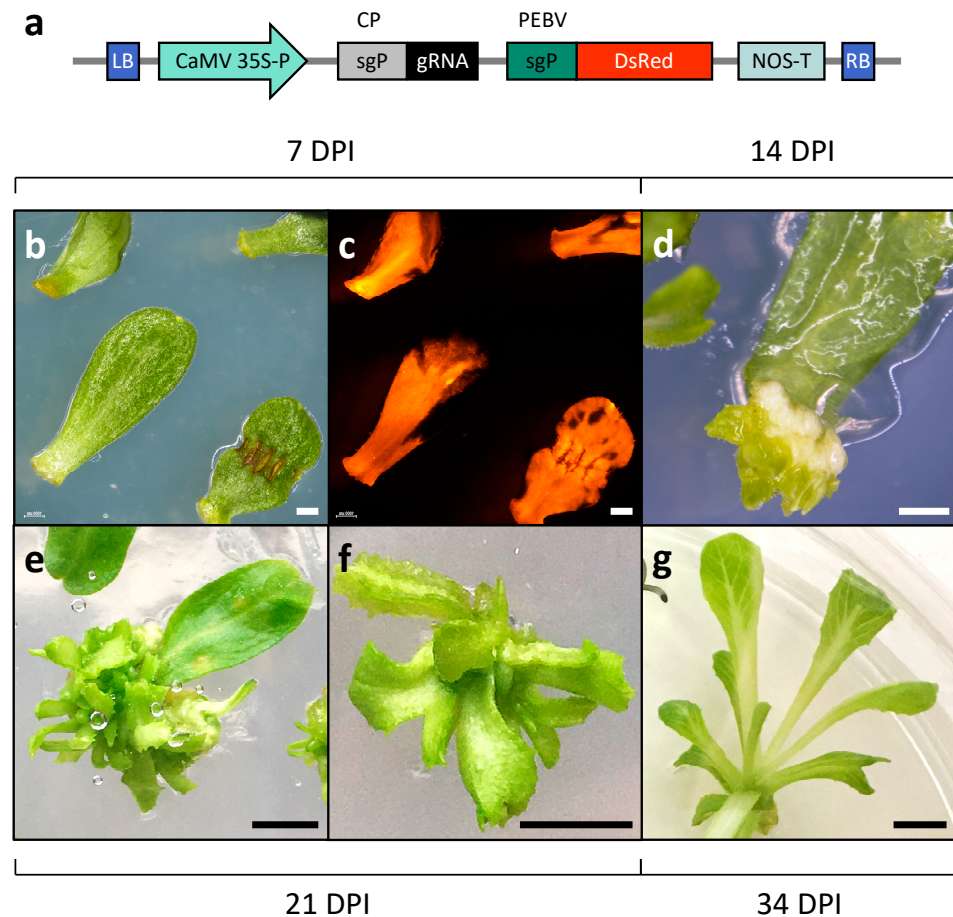 a
CP
PEBV
LB
CaMV 35S-P
sgP
gRNA
sgP
DsRed
NOS-T
RB
7 DPI
14 DPI
b
c
d
e
f
g
21 DPI
34 DPI